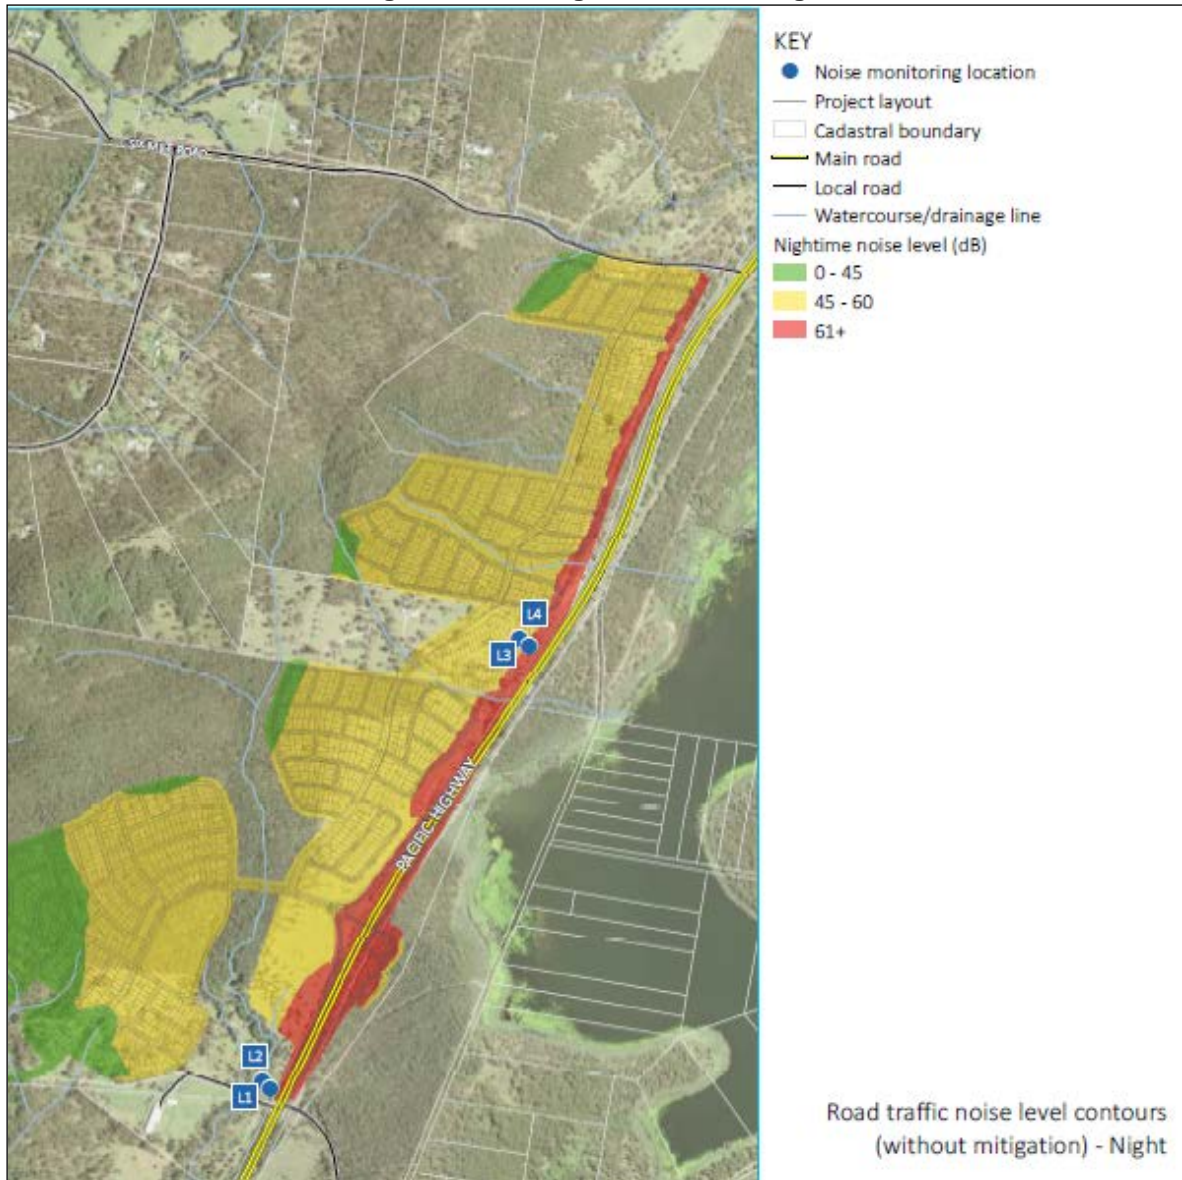 KEY
Noise monitoring location
Project layout
Cadastral boundary
Main road
Local road
Watercourse/drainage line
Nightime noise level (dB)
0 - 45
45 - 60
61+
L4
L3
PACIFIC HIGHWAY
L2
L1
Road traffic noise level contours
(without mitigation) - Night